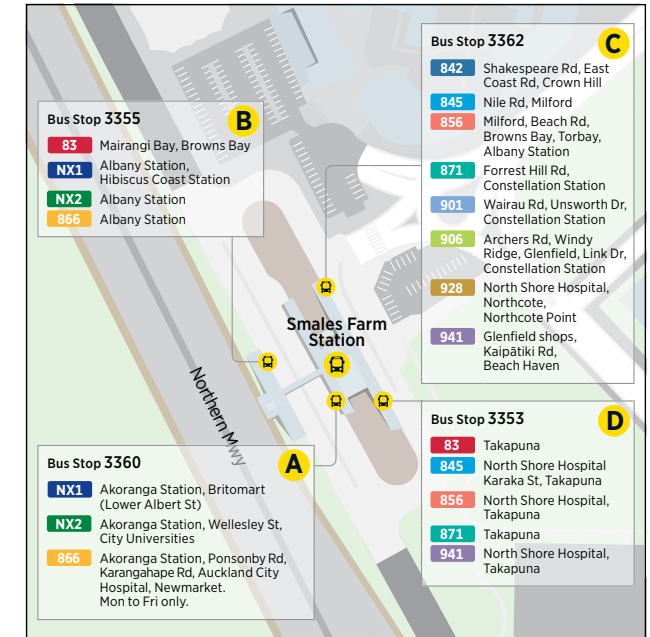 Bus Stop 3362
C
842 Shakespeare Rd, East
Coast Rd, Crown Hill
845 Nile Rd, Milford
856 Milford, Beach Rd,
Browns Bay, Torbay,
Albany Station
871 Forrest Hill Rd,
Constellation Station
901 Wairau Rd, Unsworth Dr,
Constellation Station
906 Archers Rd, Windy
Ridge, Glenfield, Link Dr,
Constellation Station
928 North Shore Hospital,
Northcote,
Northcote Point
941 Glenfield shops,
Kaipātiki Rd,
Beach Haven
Bus Stop 3355
B
83 Mairangi Bay, Browns Bay
NX1 Albany Station,
Hibiscus Coast Station
NX2 Albany Station
866 Albany Station
Smales Farm
Station
Northern Mwy
Bus Stop 3360
A
NX1 Akoranga Station, Britomart
(Lower Albert St)
NX2 Akoranga Station, Wellesley St,
City Universities
866 Akoranga Station, Ponsonby Rd,
Karangahape Rd, Auckland City
Hospital, Newmarket.
Mon to Fri only.
Bus Stop 3353
D
83 Takapuna
845 North Shore Hospital
Karaka St, Takapuna
856 North Shore Hospital,
Takapuna
871 Takapuna
941 North Shore Hospital,
Takapuna